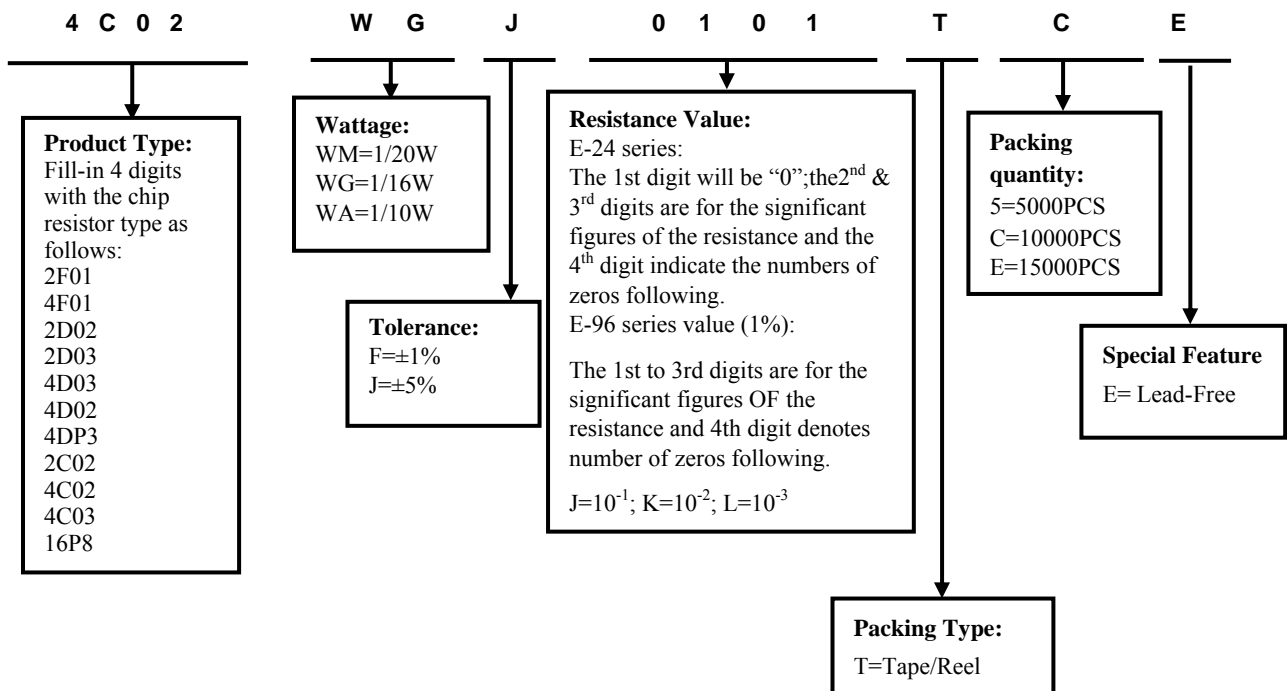 4 C 0 2 W G J 0 1 0 1 T C E
Product Type:
Fill-in 4 digits
with the chip
resistor type as
follows:
2F01
4F01
2D02
2D03
4D03
4D02
4DP3
2C02
4C02
4C03
16P8
Wattage:
WM=1/20W
WG=1/16W
WA=1/10W
Tolerance:
F=±1%
J=±5%
Resistance Value:
E-24 series:
The 1st digit will be “0”;the2nd &
3rd digits are for the significant
figures of the resistance and the
4th digit indicate the numbers of
zeros following.
E-96 series value (1%):
The 1st to 3rd digits are for the
significant figures OF the
resistance and 4th digit denotes
number of zeros following.
J=10-1; K=10-2; L=10-3
Packing Type:
T=Tape/Reel
Packing
quantity:
5=5000PCS
C=10000PCS
E=15000PCS
Special Feature
E= Lead-Free